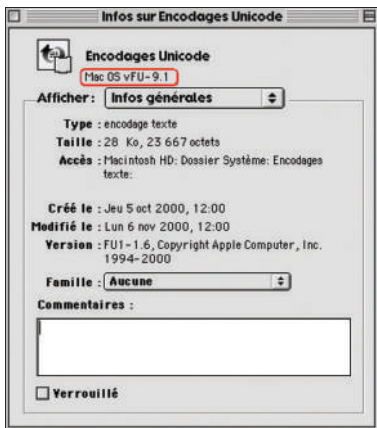 Infos sur Encodages Unicode
Encodages Unicode
Mac OS vFU-9.1
Afficher : Infos générales
Type : encodage texte
Taille : 28 Ko, 23 667 octets
Accès : Macintosh HD: Dossier Système: Encodages
texte:
Créé le : Jeu 5 oct 2000, 12:00
Modifié le : Lun 6 nov 2000, 12:00
Version : FU1-1.6, Copyright Apple Computer, Inc.
1994-2000
Famille : Aucune
Commentaires :
Verrouillé